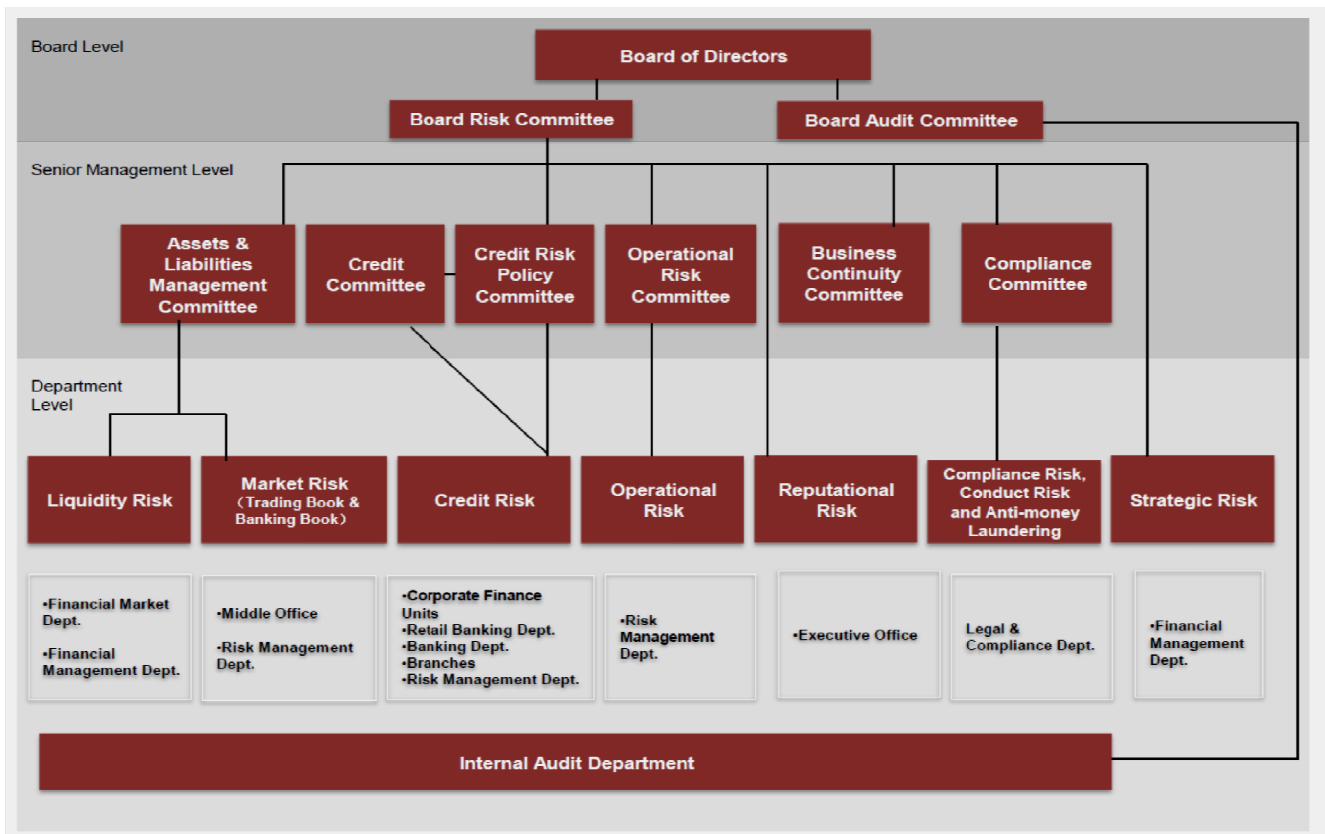 Board Level
Board of Directors
Board Risk Committee
Board Audit Committee
Senior Management Level
Assets &
Liabilities
Management
Committee
Credit
Committee
Credit Risk
Policy
Committee
Operational
Risk
Committee
Business
Continuity
Committee
Compliance
Committee
Department
Level
Liquidity Risk
Market Risk
(Trading Book &
Banking Book)
Credit Risk
Operational
Risk
Reputational
Risk
Compliance Risk,
Conduct Risk
and Anti-money
Laundering
Strategic Risk
•Financial Market
Dept.
•Financial
Management Dept.
•Middle Office
•Risk Management
Dept.
•Corporate Finance
Units
•Retail Banking Dept.
•Banking Dept.
•Branches
•Risk Management Dept.
•Risk
Management
Dept.
•Executive Office
Legal &
Compliance Dept.
•Financial
Management
Dept.
Internal Audit Department